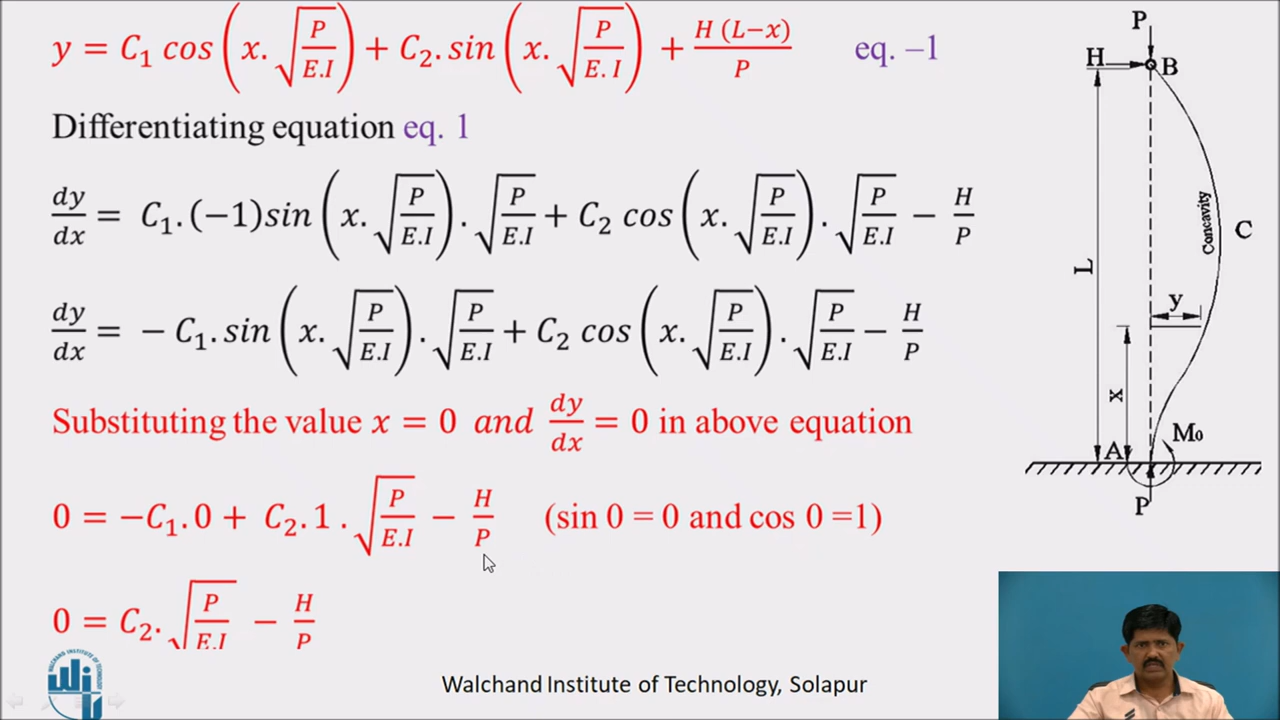 y = C₁ cos (x. √(P/E.I)) + C₂. sin (x. √(P/E. I)) + H (L−x)/P eq. –1
Differentiating equation eq. 1
dy/dx = C₁. (−1)sin (x. √(P/E.I)) . √(P/E.I) + C₂ cos (x. √(P/E.I)) . √(P/E.I) − H/P
dy/dx = − C₁. sin (x. √(P/E.I)) . √(P/E.I) + C₂ cos (x. √(P/E.I)) . √(P/E.I) − H/P
Substituting the value x = 0 and dy/dx = 0 in above equation
0 = −C₁. 0 + C₂. 1 . √(P/E.I) − H/P (sin 0 = 0 and cos 0 =1)
0 = C₂. √(P/E.I) − H/P
P
H
B
Concavity
C
L
y
x
M₀
A
P
Walchand Institute of Technology, Solapur